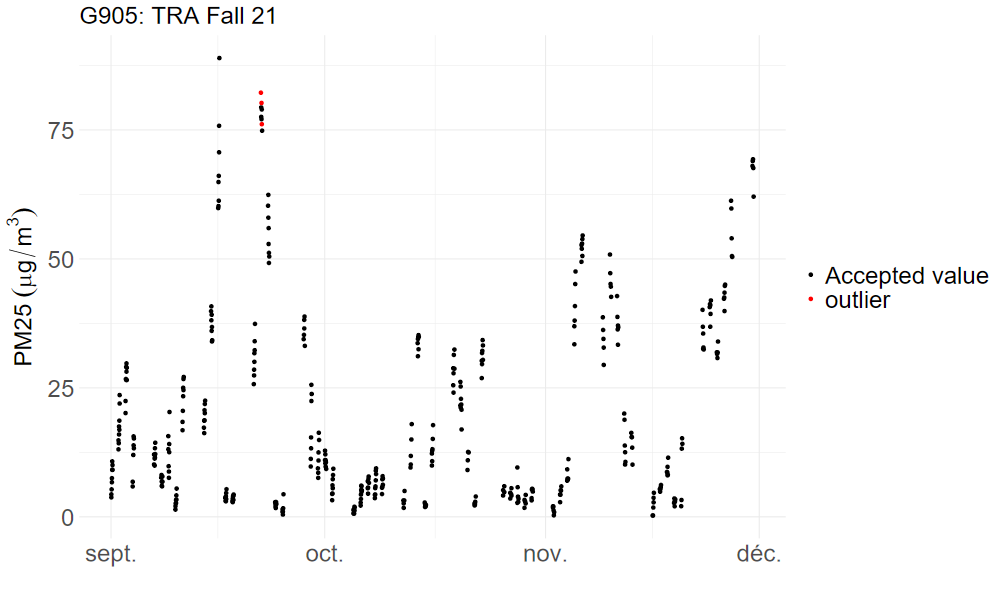 G905: TRA Fall 21
PM25 (μg/m³)
75
50
25
0
sept.
oct.
nov.
déc.
Accepted value
outlier